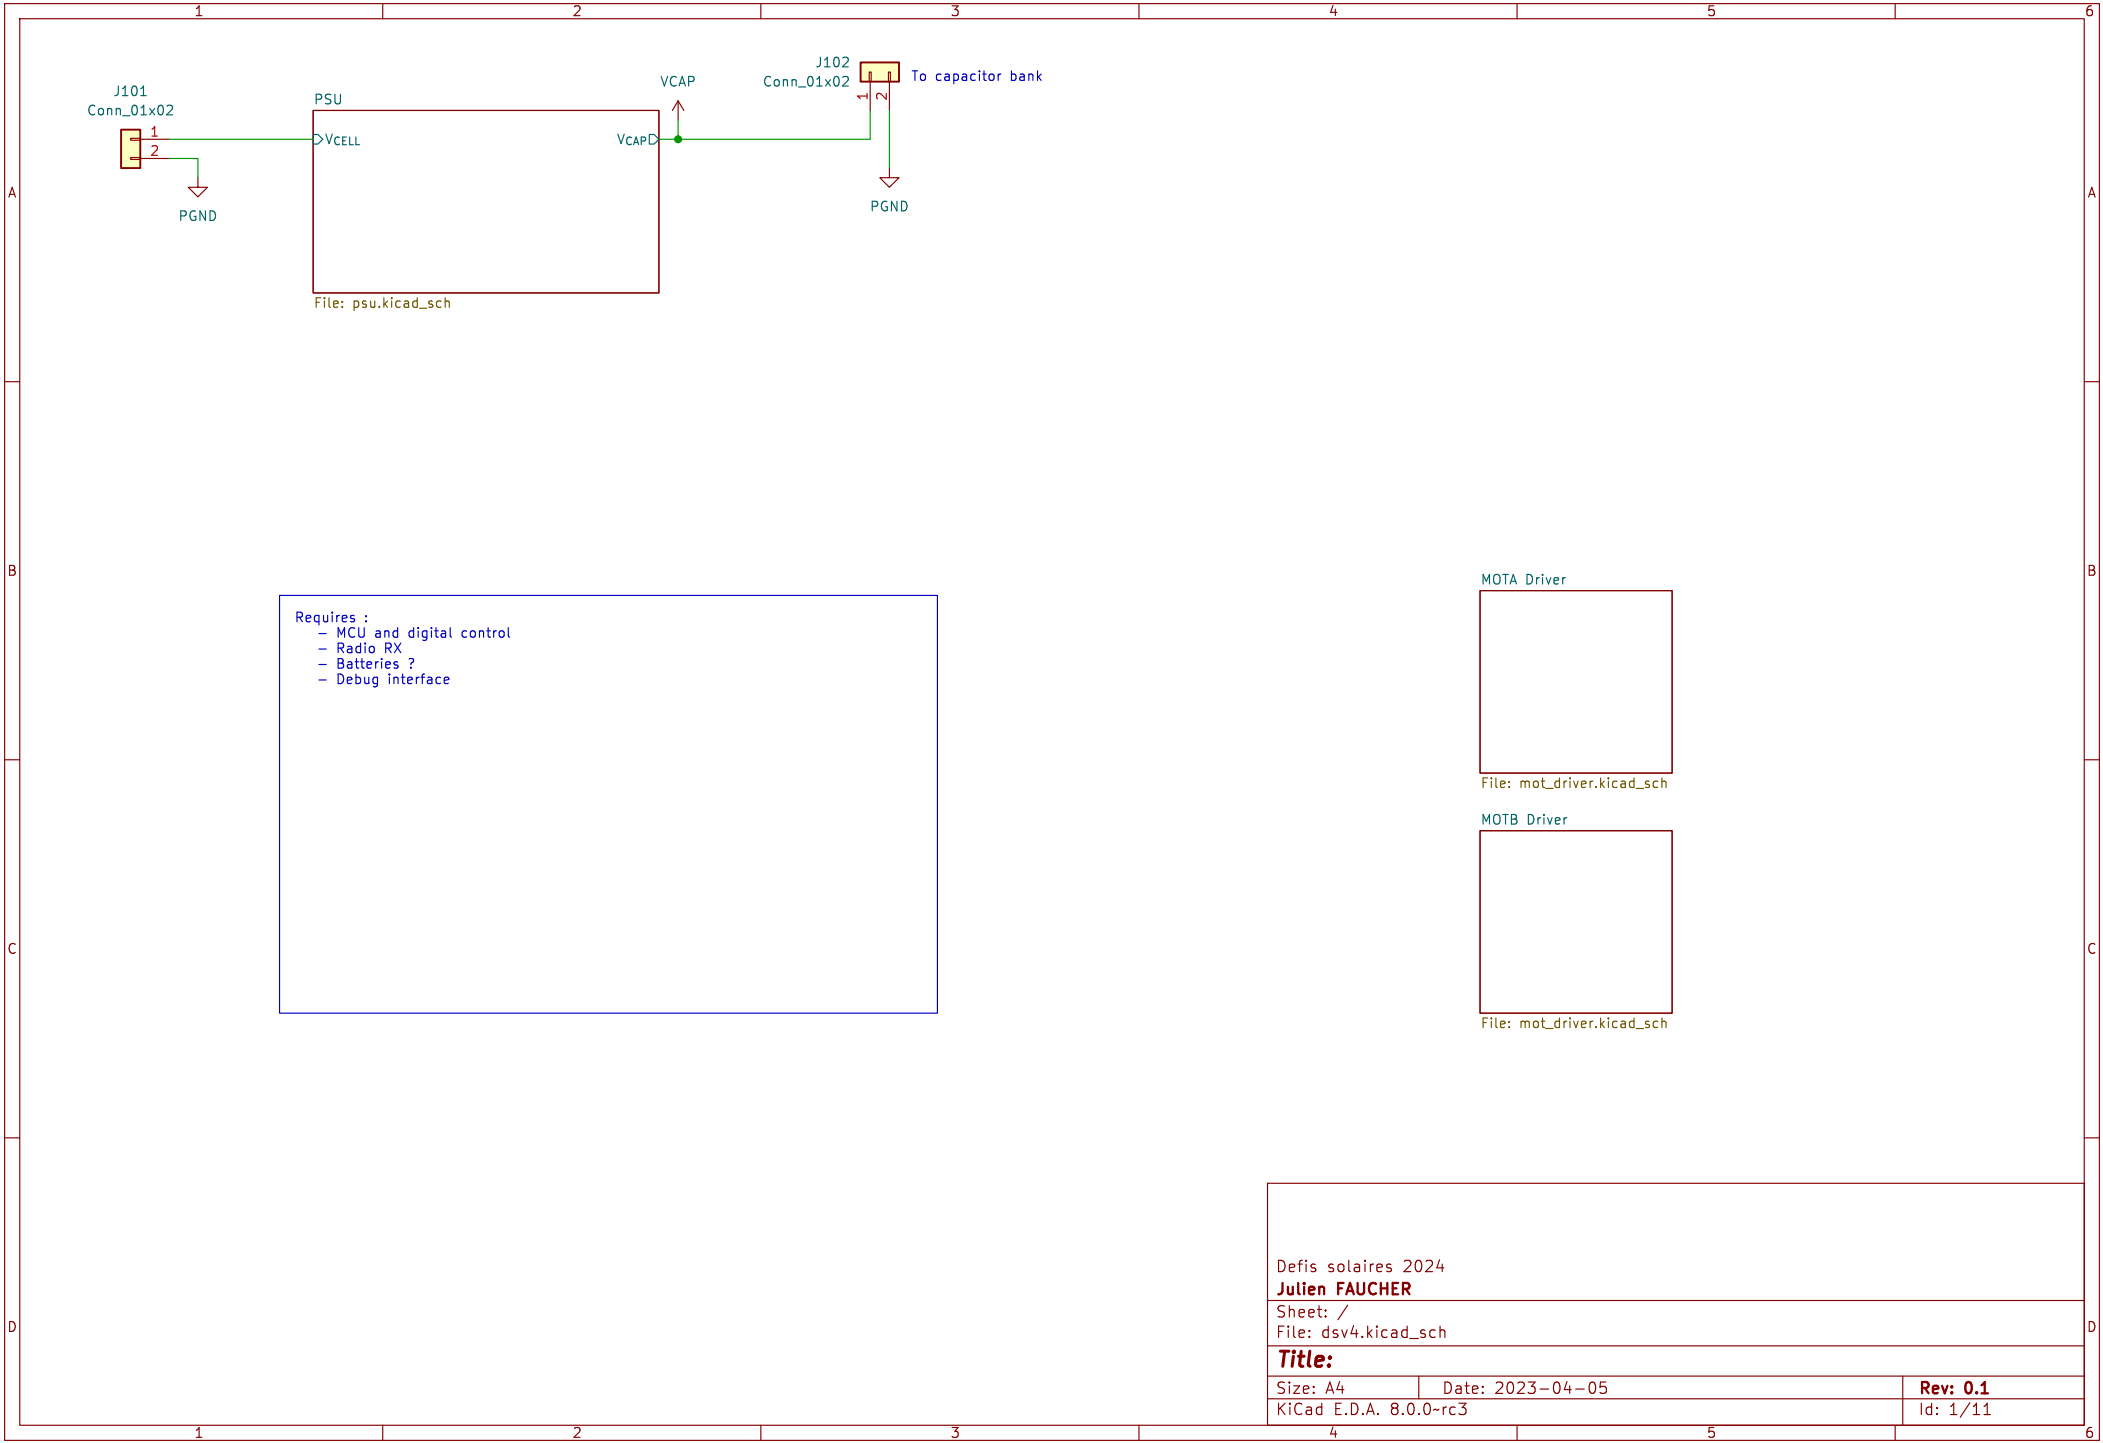 1 2 3 4 5 6
J101
Conn_01x02
1
2
PGND
PSU
VCELL
VCAP
File: psu.kicad_sch
VCAP
J102
Conn_01x02
1
2
To capacitor bank
PGND
A
A
B
B
Requires :
- MCU and digital control
- Radio RX
- Batteries ?
- Debug interface
MOTA Driver
File: mot_driver.kicad_sch
MOTB Driver
File: mot_driver.kicad_sch
C
C
D
D
Defis solaires 2024
Julien FAUCHER
Sheet: /
File: dsv4.kicad_sch
Title:
Size: A4
Date: 2023-04-05
Rev: 0.1
KiCad E.D.A. 8.0.0~rc3
Id: 1/11
1 2 3 4 5 6